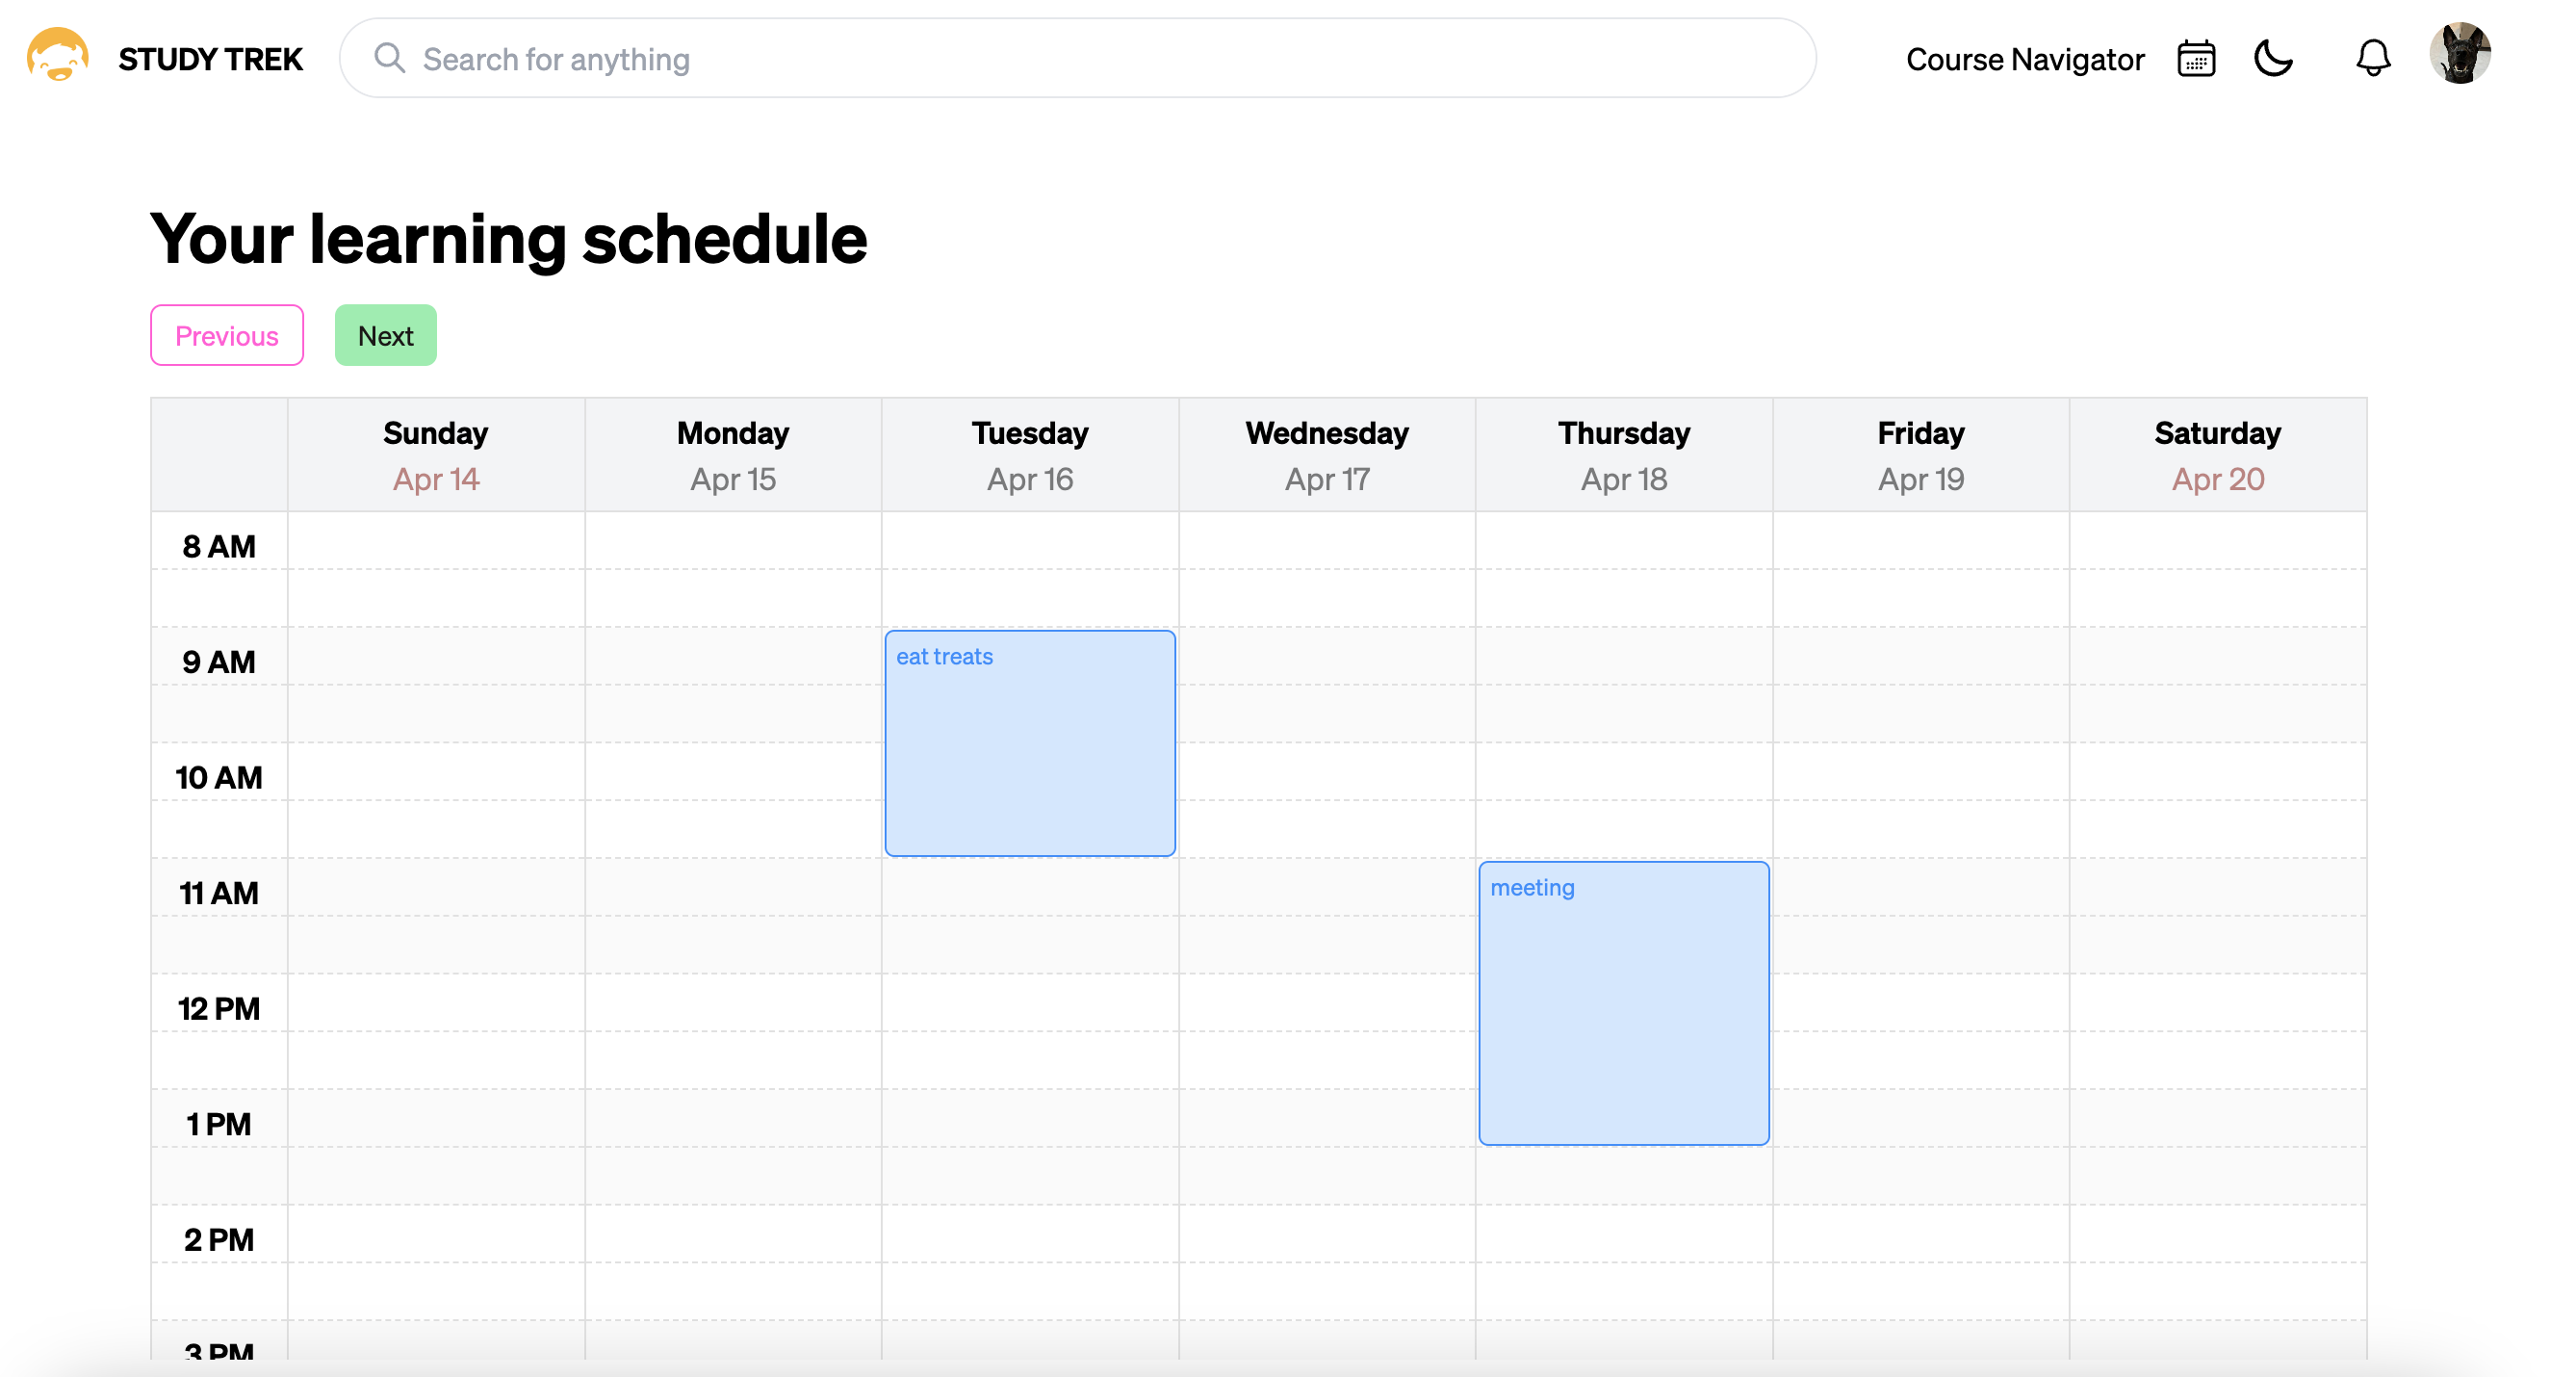 STUDY TREK
Search for anything
Course Navigator
Your learning schedule
Previous
Next
Sunday
Monday
Tuesday
Wednesday
Thursday
Friday
Saturday
Apr 14
Apr 15
Apr 16
Apr 17
Apr 18
Apr 19
Apr 20
8 AM
9 AM
eat treats
10 AM
11 AM
meeting
12 PM
1 PM
2 PM
3 PM